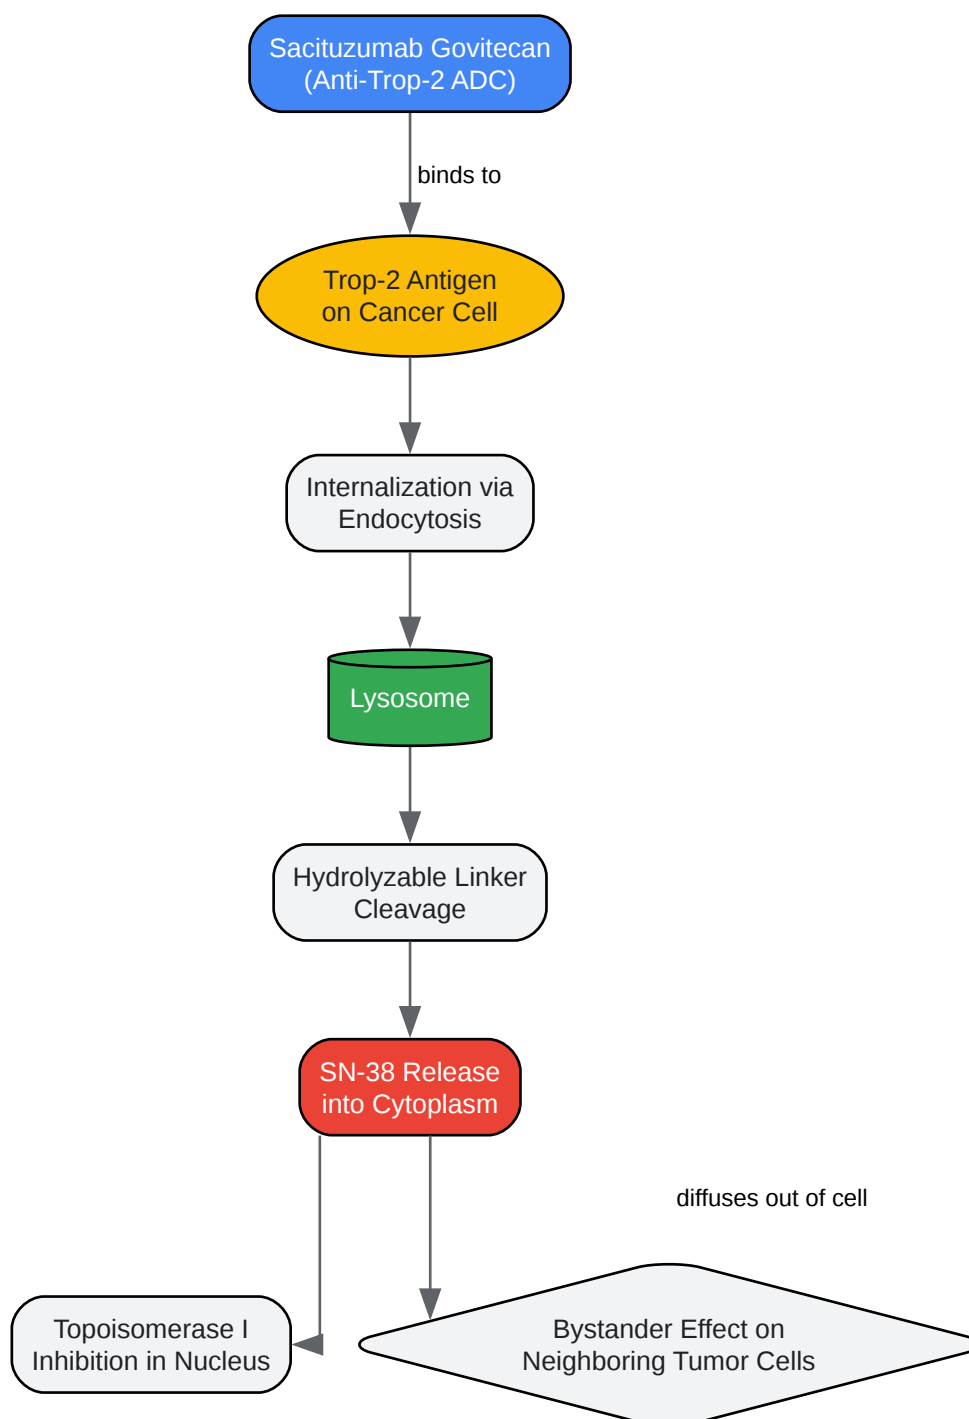 Sacituzumab Govitecan
(Anti-Trop-2 ADC)
binds to
Trop-2 Antigen
on Cancer Cell
Internalization via
Endocytosis
Lysosome
Hydrolyzable Linker
Cleavage
SN-38 Release
into Cytoplasm
diffuses out of cell
Topoisomerase I
Inhibition in Nucleus
Bystander Effect on
Neighboring Tumor Cells